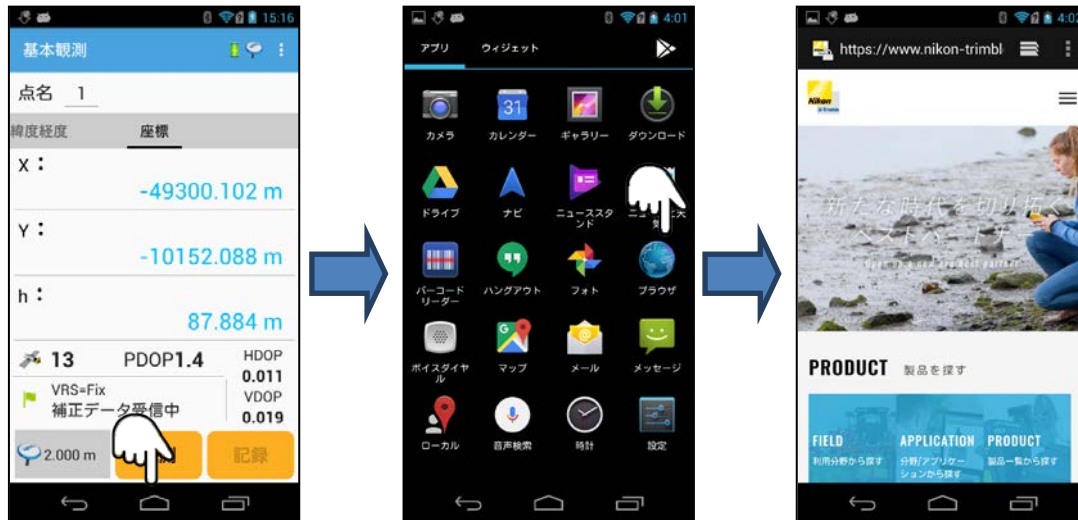 15:16
基本観測
点名 1
緯度経度 座標
X:
-49300.102 m
Y:
-10152.088 m
h:
87.884 m
13 PDOP1.4 HDOP
0.011
VRS=Fix VDOP
補正データ受信中 0.019
2.000 m 測 記録
4:01
アプリ ウィジェット
31
カメラ カレンダー ギャラリー ダウンロード
ドライブ ナビ ニューススタンド
バーコードリーダー ハングアウト フォト ブラウザ
ボイスダイヤル マップ メール メッセージ
ローカル 音声検索 時計 設定
4:02
https://www.nikon-trimbl
Nikon
新たな時代を切り拓く
ベストパートナー
Open up a new era best partner
PRODUCT 製品を探す
FIELD APPLICATION PRODUCT
利用分野から探す 分野/アプリケーションから探す 製品一覧から探す